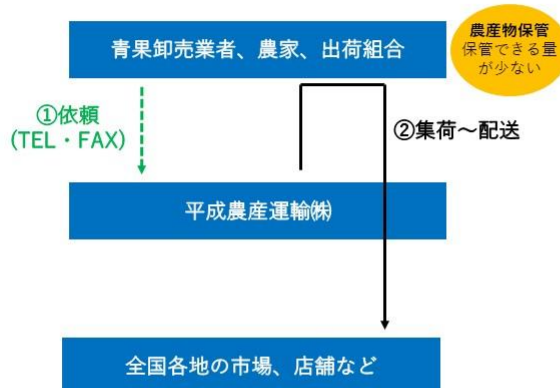 青果卸売業者、農家、出荷組合
農産物保管
保管できる量
が少ない
①依頼
(TEL・FAX)
②集荷～配送
平成農産運輸㈱
全国各地の市場、店舗など